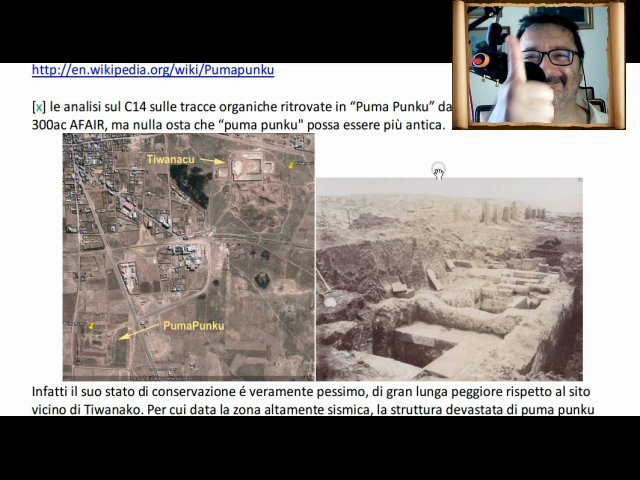 http://en.wikipedia.org/wiki/Pumapunku
[x] le analisi sul C14 sulle tracce organiche ritrovate in “Puma Punku” da
300ac AFAIR, ma nulla osta che “puma punku" possa essere più antica.
Tiwanacu
PumaPunku
Infatti il suo stato di conservazione é veramente pessimo, di gran lunga peggiore rispetto al sito
vicino di Tiwanako. Per cui data la zona altamente sismica, la struttura devastata di puma punku